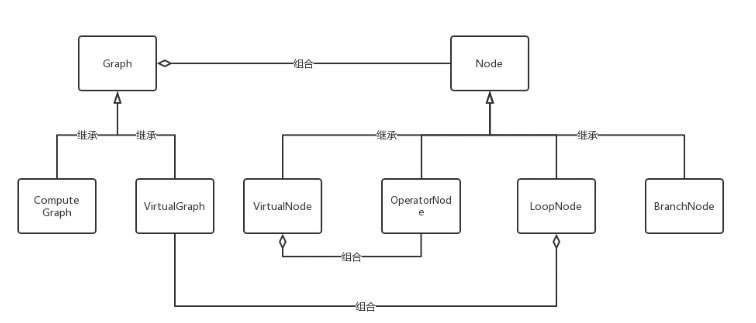 Graph
组合
Node
继承
继承
继承
继承
Compute
Graph
VirtualGraph
VirtualNode
OperatorNod
e
LoopNode
BranchNode
组合
组合